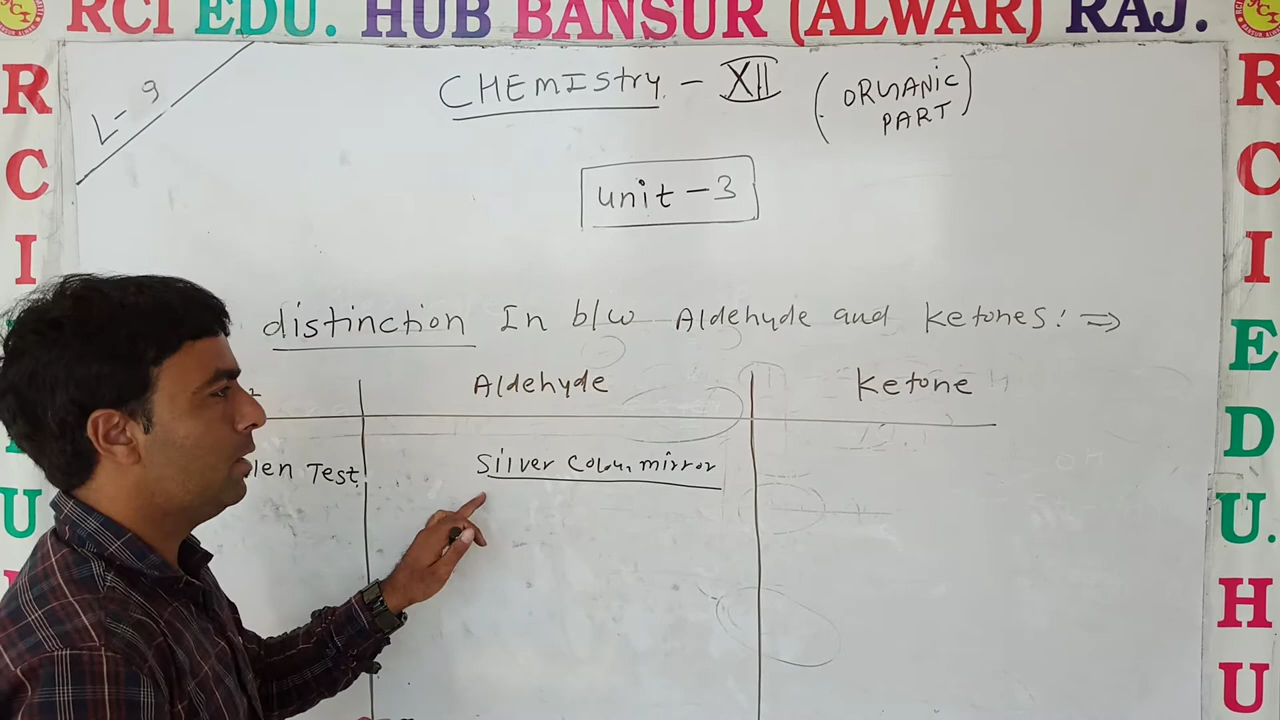 RCI EDU. HUB BANSUR (ALWAR) RAJ.
L-9
CHEMIStry - XII (ORGANIC PART)
unit - 3
distinction In b/w Aldehyde and ketones: ⇒
Aldehyde ketone
len Test silver colour mirror
R
C
I
E
D
U
R
C
I
E
D
U.
H
U